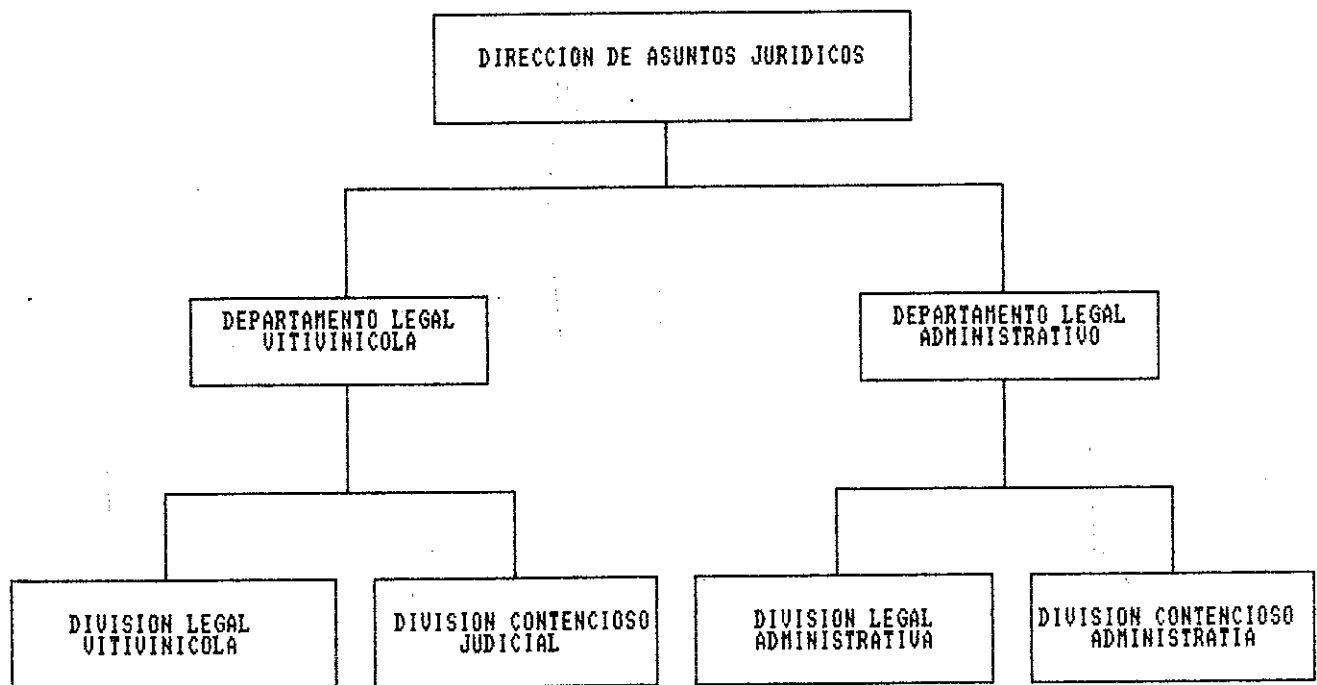 DIRECCION DE ASUNTOS JURIDICOS
DEPARTAMENTO LEGAL
VITIVINICOLA
DEPARTAMENTO LEGAL
ADMINISTRATIVO
DIVISION LEGAL
VITIVINICOLA
DIVISION CONTENCIOSO
JUDICIAL
DIVISION LEGAL
ADMINISTRATIVA
DIVISION CONTENCIOSO
ADMINISTRATIA